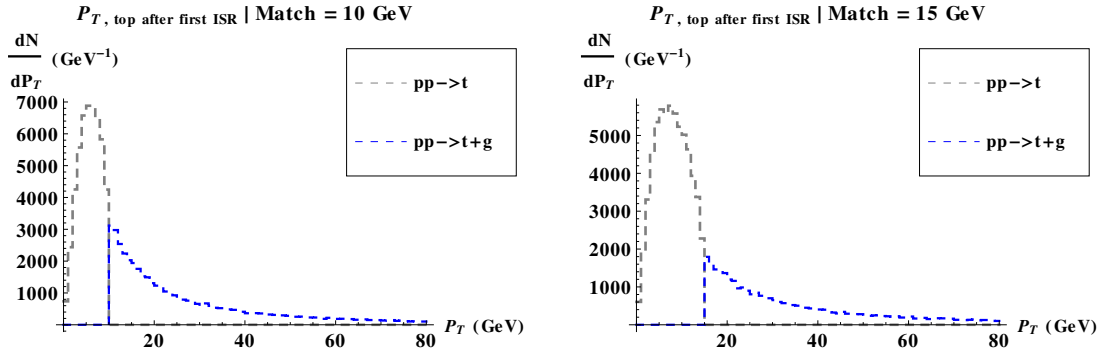 P_T, top after first ISR | Match = 10 GeV
dN
dP_T
(GeV⁻¹)
pp->t
pp->t+g
7000
6000
5000
4000
3000
2000
1000
20 40 60 80
P_T (GeV)
P_T, top after first ISR | Match = 15 GeV
dN
dP_T
(GeV⁻¹)
pp->t
pp->t+g
5000
4000
3000
2000
1000
20 40 60 80
P_T (GeV)